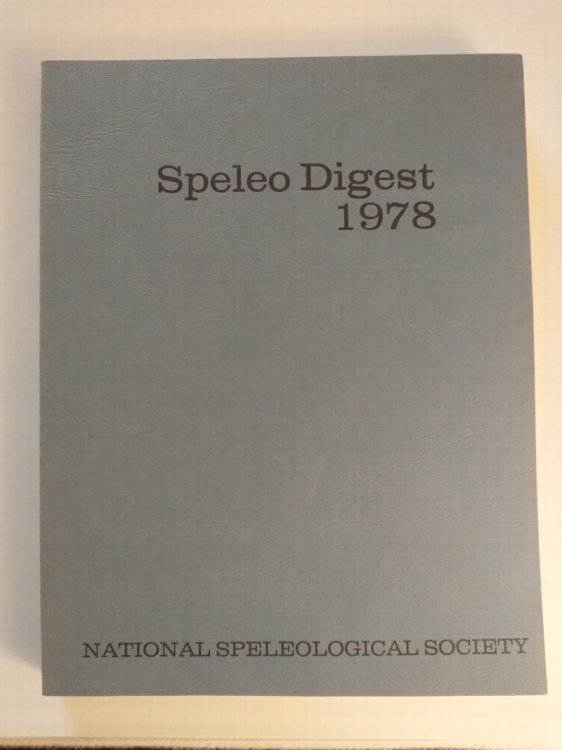 Speleo Digest
1978
NATIONAL SPELEOLOGICAL SOCIETY